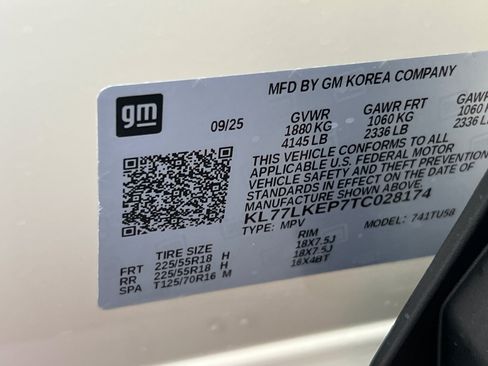 MFD BY GM KOREA COMPANY
gm
09/25
GVWR GAWR FRT GAWR
1880 KG 1060 KG 1060
4145 LB 2336 LB 2336 LB
THIS VEHICLE CONFORMS TO ALL
APPLICABLE U.S. FEDERAL MOTOR
VEHICLE SAFETY THEFT PREVENTION
STANDARDS IN EFFECT ON THE DATE OF
MANUFACTURE SHOWN ABOVE.
KL77LKEP7TC028174
TYPE: MPV MODEL: 741TU58
TIRE SIZE RIM
FRT 225/55R18 H 18X7.5J
RR 225/55R18 H 18X7.5J
SPA T125/70R16 M 16X4BT